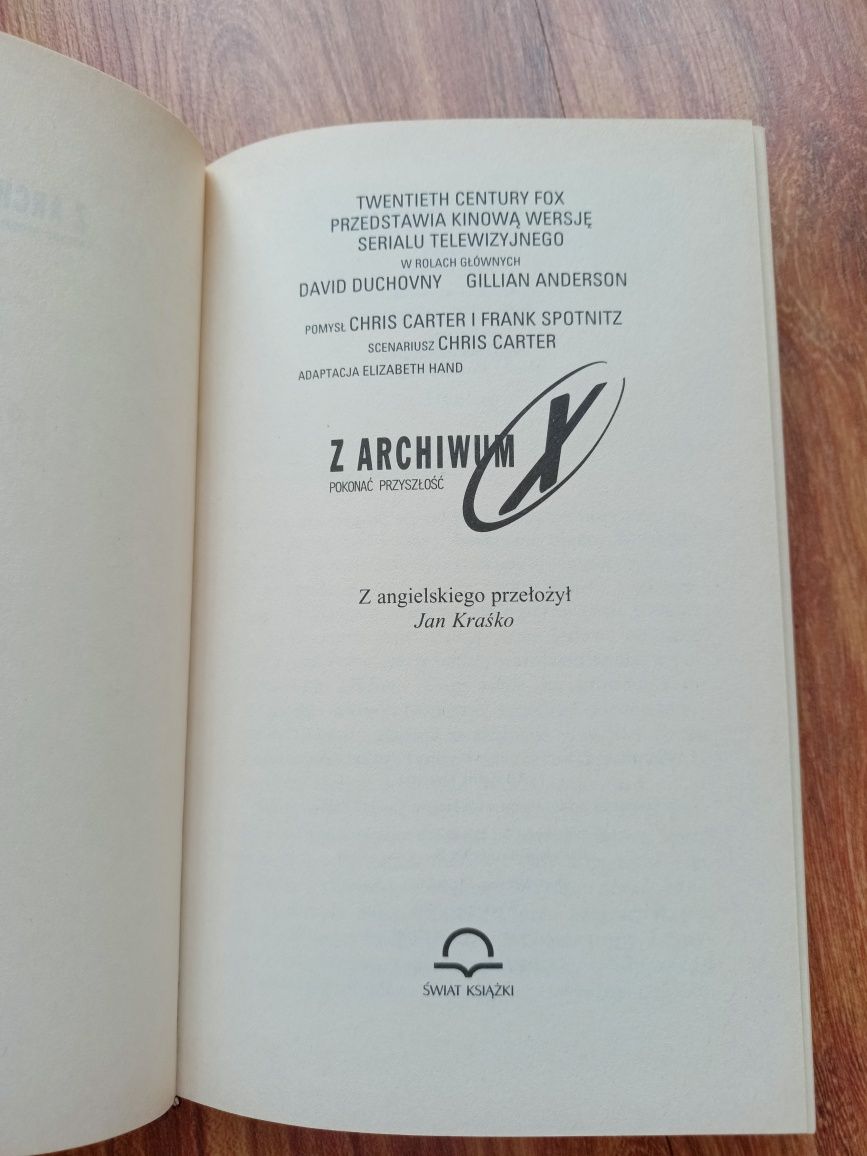 TWENTIETH CENTURY FOX
PRZEDSTAWIA KINOWĄ WERSJĘ
SERIALU TELEWIZYJNEGO
W ROLACH GŁÓWNYCH
DAVID DUCHOVNY GILLIAN ANDERSON
POMYSŁ CHRIS CARTER I FRANK SPOTNITZ
SCENARIUSZ CHRIS CARTER
ADAPTACJA ELIZABETH HAND
Z ARCHIWUM X
POKONAĆ PRZYSZŁOŚĆ
Z angielskiego przełożył
Jan Kraśko
ŚWIAT KSIĄŻKI